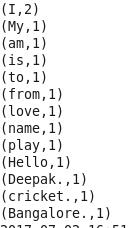 (I,2)
(My,1)
(am,1)
(is,1)
(to,1)
(from,1)
(love,1)
(name,1)
(play,1)
(Hello,1)
(Deepak.,1)
(cricket.,1)
(Bangalore.,1)